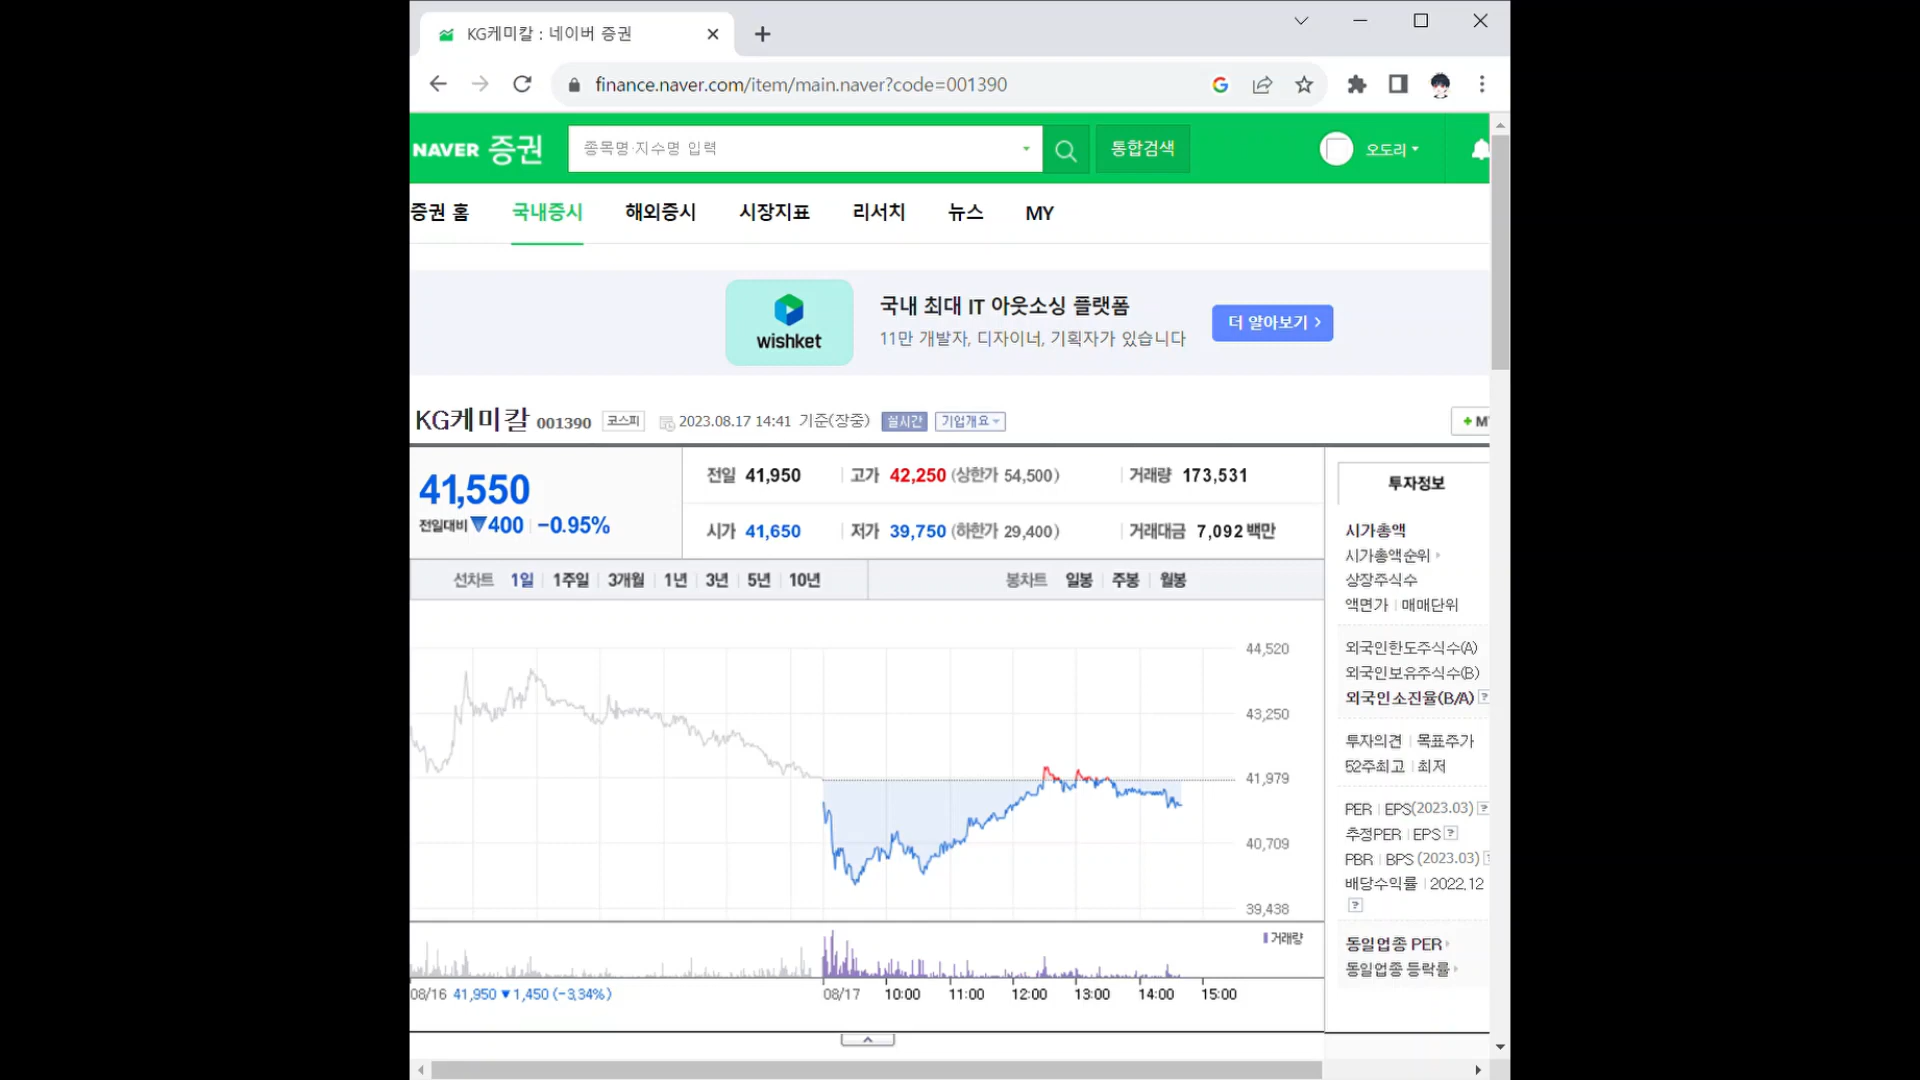 KG케미칼 : 네이버 증권
finance.naver.com/item/main.naver?code=001390
NAVER 증권
종목명·지수명 입력
통합검색
오도리
증권 홈 국내증시 해외증시 시장지표 리서치 뉴스 MY
wishket
국내 최대 IT 아웃소싱 플랫폼
11만 개발자, 디자이너, 기획자가 있습니다
더 알아보기
KG케미칼 001390 코스피 2023.08.17 14:41 기준(장중) 실시간 기업개요
+ M
41,550
전일대비 ▼400 -0.95%
전일 41,950 고가 42,250 (상한가 54,500) 거래량 173,531
시가 41,650 저가 39,750 (하한가 29,400) 거래대금 7,092 백만
선차트 1일 1주일 3개월 1년 3년 5년 10년 봉차트 일봉 주봉 월봉
44,520
43,250
41,979
40,709
39,438
거래량
08/16 41,950 ▼1,450 (-3.34%) 08/17 10:00 11:00 12:00 13:00 14:00 15:00
투자정보
시가총액
시가총액순위
상장주식수
액면가 | 매매단위
외국인한도주식수(A)
외국인보유주식수(B)
외국인소진율(B/A) ?
투자의견 | 목표주가
52주최고 | 최저
PER | EPS(2023.03) ?
추정PER | EPS ?
PBR | BPS (2023.03) ?
배당수익률 | 2022.12
?
동일업종 PER
동일업종 등락률